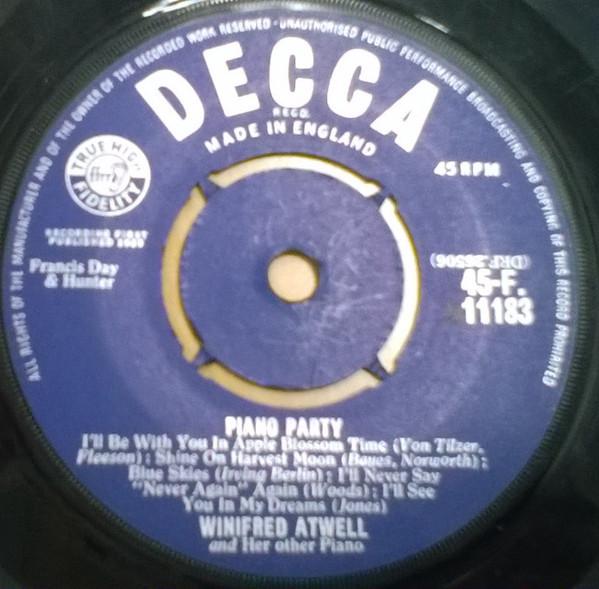 ALL RIGHTS OF THE MANUFACTURER AND OF THE OWNER OF THE RECORDED WORK RESERVED · UNAUTHORISED PUBLIC PERFORMANCE BROADCASTING AND COPYING OF THIS RECORD PROHIBITED
DECCA
REGD.
MADE IN ENGLAND
TRUE HIGH
ffrr
FIDELITY
45 RPM
RECORDING FIRST
PUBLISHED
Francis Day
& Hunter
(DRF.26506)
45-F.
11183
PIANO PARTY
I'll Be With You In Apple Blossom Time (Von Tilzer,
Fleeson) ; Shine On Harvest Moon (Bayes, Norworth) ;
Blue Skies (Irving Berlin) ; I'll Never Say
"Never Again" Again (Woods) ; I'll See
You In My Dreams (Jones)
WINIFRED ATWELL
and Her other Piano